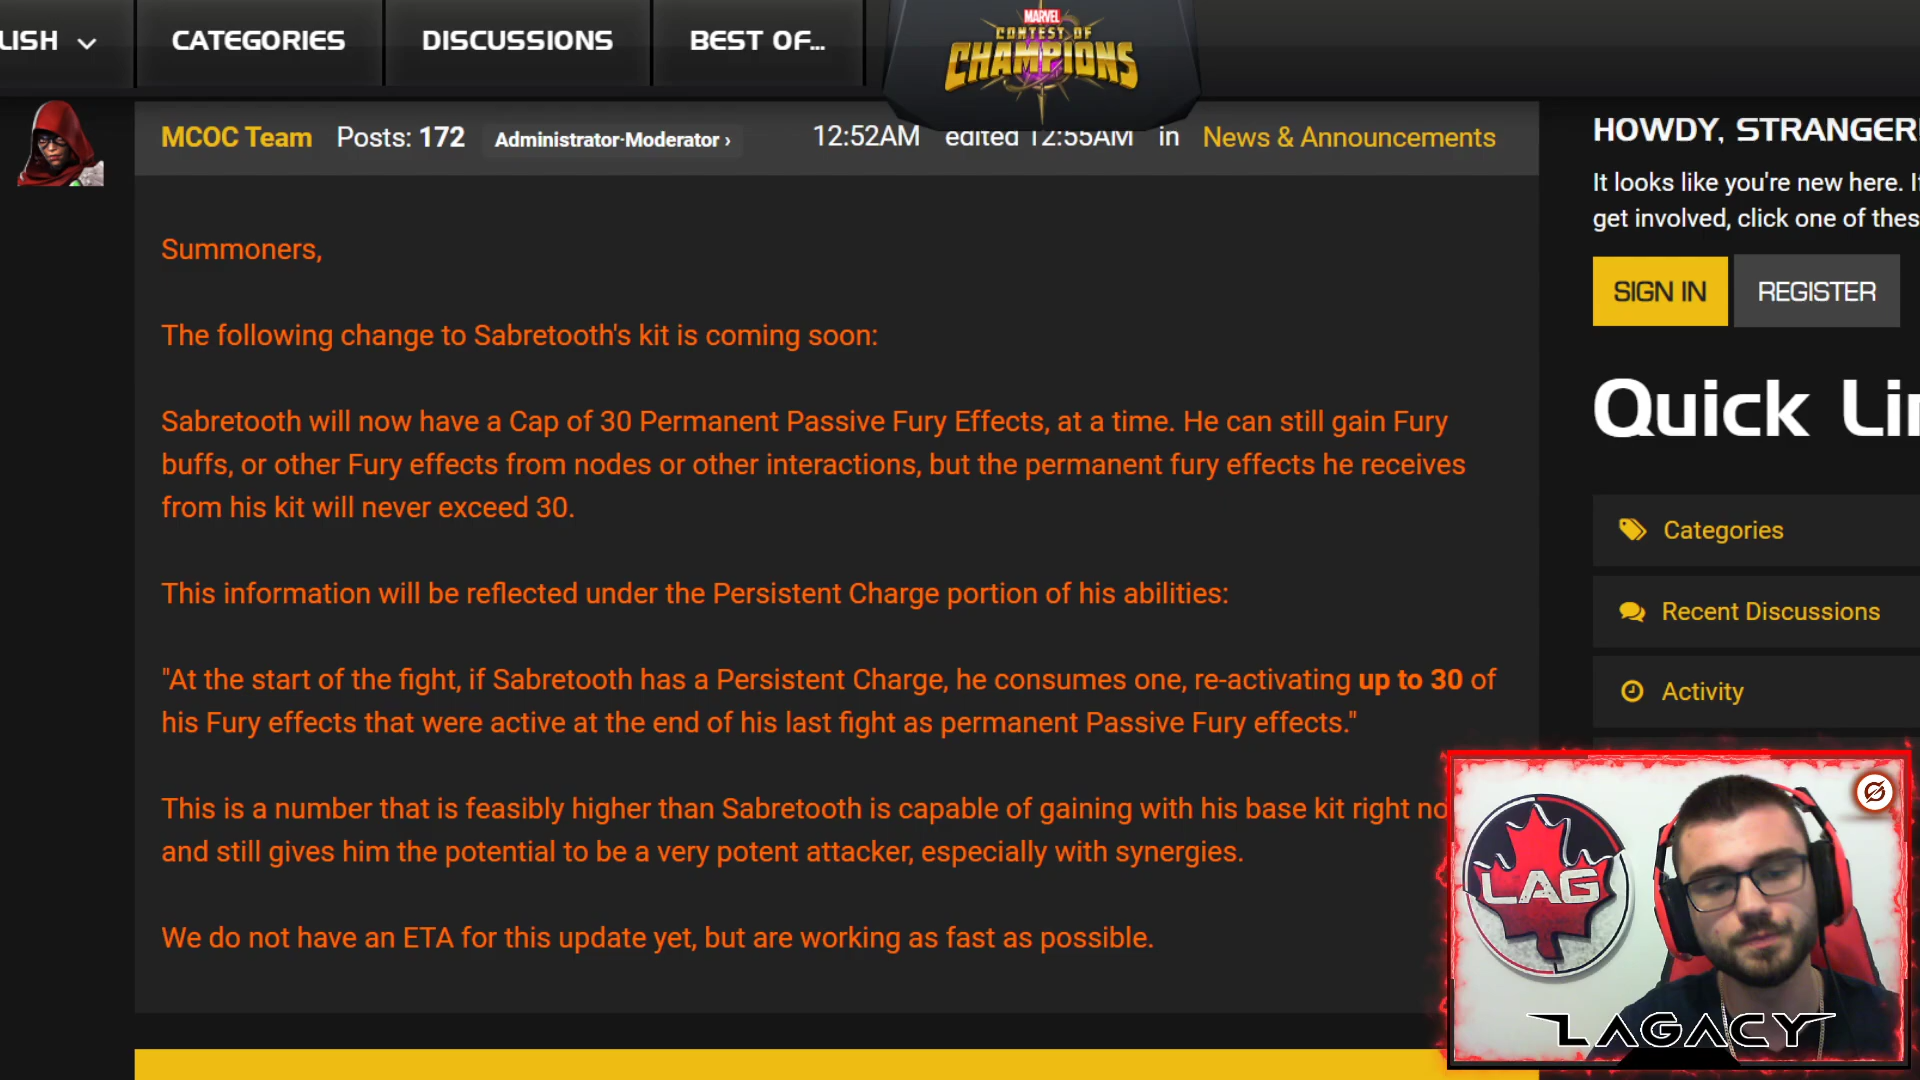 LISH
CATEGORIES
DISCUSSIONS
BEST OF...
MARVEL
CONTEST OF
CHAMPIONS
MCOC Team Posts: 172 Administrator·Moderator › 12:52AM edited 12:55AM in News & Announcements
Summoners,
The following change to Sabretooth's kit is coming soon:
Sabretooth will now have a Cap of 30 Permanent Passive Fury Effects, at a time. He can still gain Fury
buffs, or other Fury effects from nodes or other interactions, but the permanent fury effects he receives
from his kit will never exceed 30.
This information will be reflected under the Persistent Charge portion of his abilities:
"At the start of the fight, if Sabretooth has a Persistent Charge, he consumes one, re-activating up to 30 of
his Fury effects that were active at the end of his last fight as permanent Passive Fury effects."
This is a number that is feasibly higher than Sabretooth is capable of gaining with his base kit right no
and still gives him the potential to be a very potent attacker, especially with synergies.
We do not have an ETA for this update yet, but are working as fast as possible.
HOWDY, STRANGER!
It looks like you're new here. If
get involved, click one of thes
SIGN IN
REGISTER
Quick Lin
Categories
Recent Discussions
Activity
LAG
LAGACY